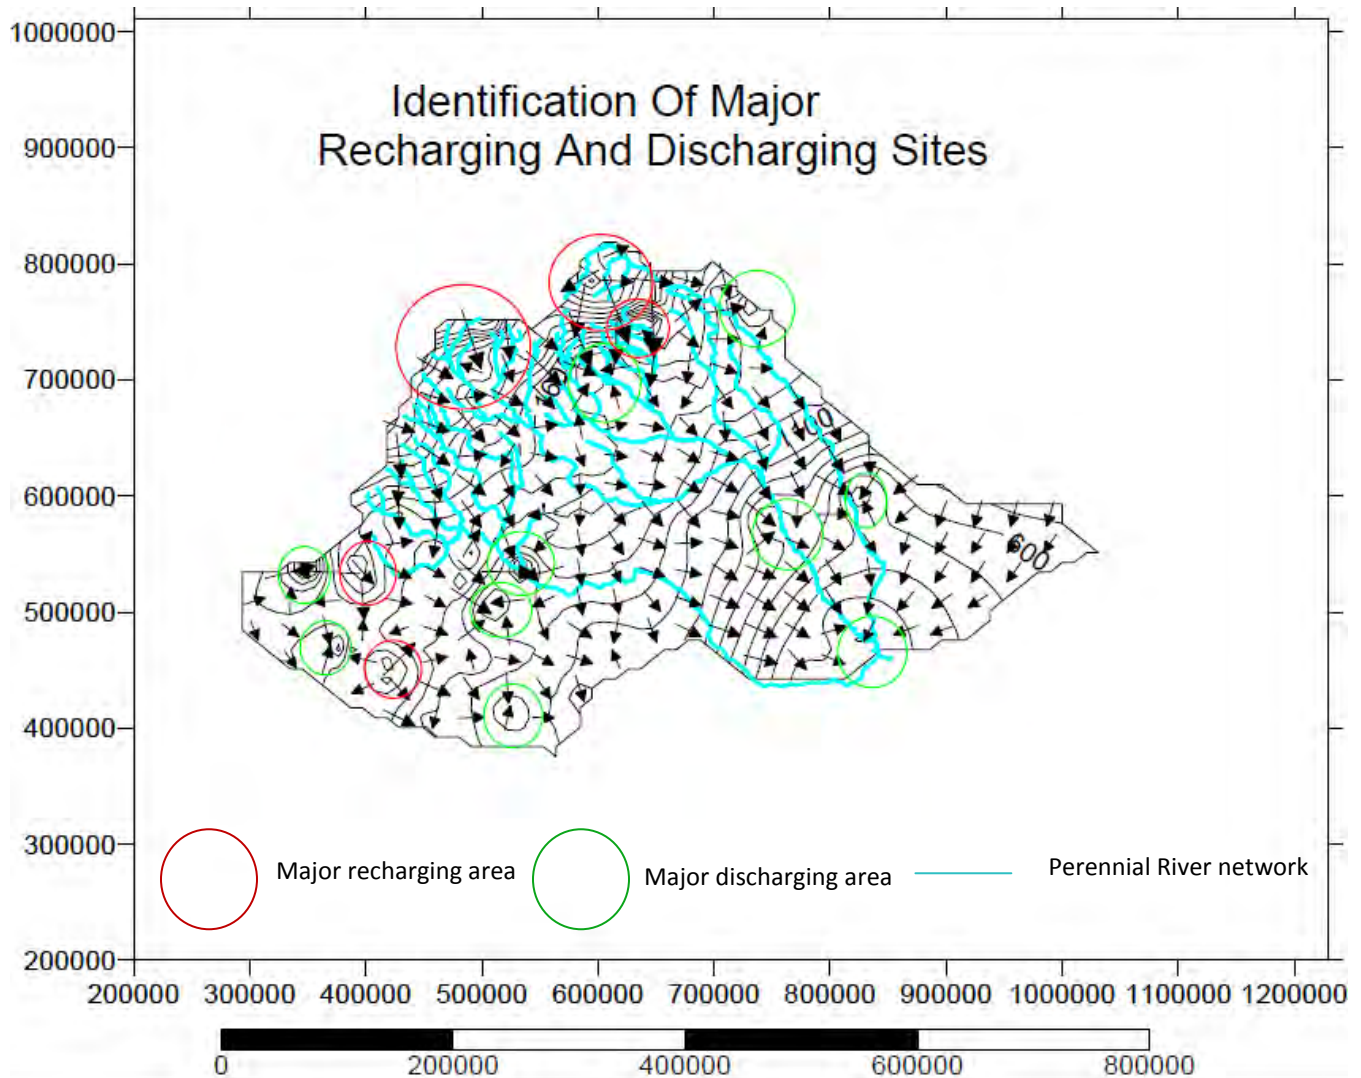 Identification Of Major
Recharging And Discharging Sites
1000000
900000
800000
700000
600000
500000
400000
300000
200000
600
Major recharging area
Major discharging area
Perennial River network
200000 300000 400000 500000 600000 700000 800000 900000 1000000 1100000 1200000
0 200000 400000 600000 800000